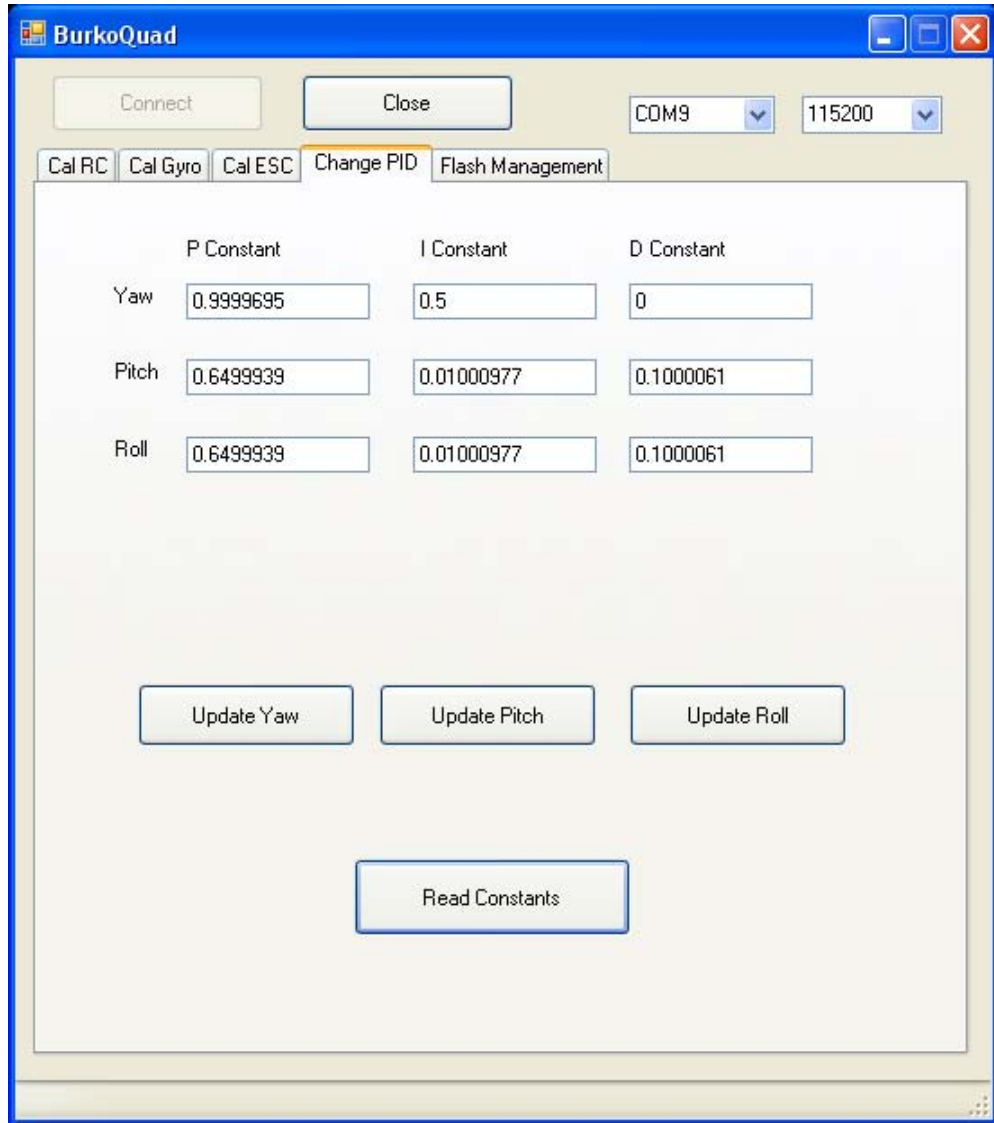 BurkoQuad
Connect Close COM9 115200
Cal RC Cal Gyro Cal ESC Change PID Flash Management
P Constant I Constant D Constant
Yaw 0.9999695 0.5 0
Pitch 0.6499939 0.01000977 0.1000061
Roll 0.6499939 0.01000977 0.1000061
Update Yaw Update Pitch Update Roll
Read Constants